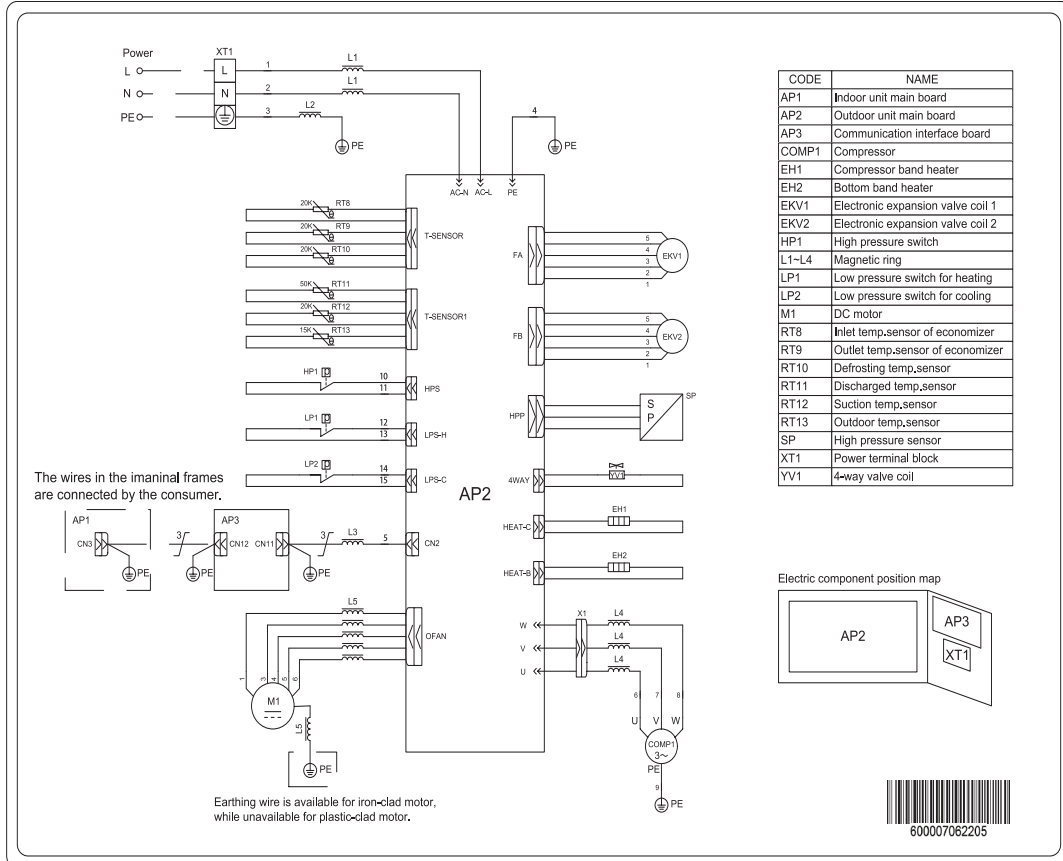 Power
XT1
L
L
1
L1
N
N
2
L1
PE
3
L2
PE
4
PE
AC-N
AC-L
PE
20K
RT8
20K
RT9
20K
RT10
T-SENSOR
50K
RT11
20K
RT12
15K
RT13
T-SENSOR1
HP1
P
10
11
HPS
LP1
P
12
13
LPS-H
LP2
P
14
15
LPS-C
AP2
The wires in the imaninal frames
are connected by the consumer.
AP1
CN3
PE
3
PE
AP3
CN12
CN11
PE
3
L3
5
CN2
L5
OFAN
1
3
4
5
6
M1
L5
PE
Earthing wire is available for iron-clad motor,
while unavailable for plastic-clad motor.
FA
5
4
3
2
1
EKV1
FB
5
4
3
2
1
EKV2
HPP
S
P
SP
4WAY
YV1
HEAT-C
EH1
HEAT-B
EH2
W
V
U
X1
L4
L4
L4
6
7
8
U
V
W
COMP1
3~
PE
9
PE
CODE NAME
AP1 Indoor unit main board
AP2 Outdoor unit main board
AP3 Communication interface board
COMP1 Compressor
EH1 Compressor band heater
EH2 Bottom band heater
EKV1 Electronic expansion valve coil 1
EKV2 Electronic expansion valve coil 2
HP1 High pressure switch
L1~L4 Magnetic ring
LP1 Low pressure switch for heating
LP2 Low pressure switch for cooling
M1 DC motor
RT8 Inlet temp.sensor of economizer
RT9 Outlet temp.sensor of economizer
RT10 Defrosting temp.sensor
RT11 Discharged temp.sensor
RT12 Suction temp.sensor
RT13 Outdoor temp.sensor
SP High pressure sensor
XT1 Power terminal block
YV1 4-way valve coil
Electric component position map
AP2
AP3
XT1
600007062205